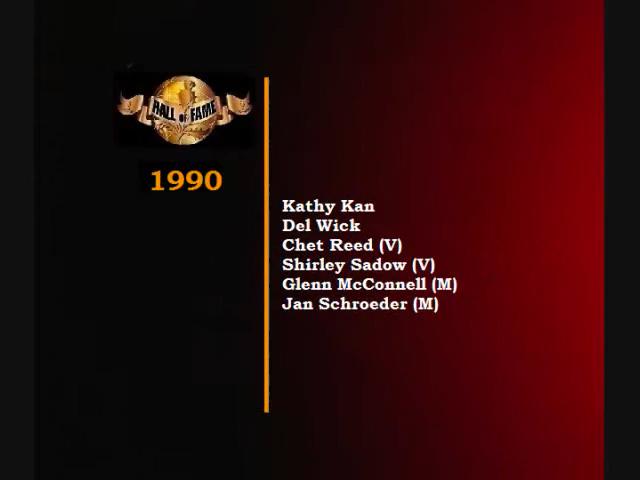 HALL OF FAME
1990
Kathy Kan
Del Wick
Chet Reed (V)
Shirley Sadow (V)
Glenn McConnell (M)
Jan Schroeder (M)